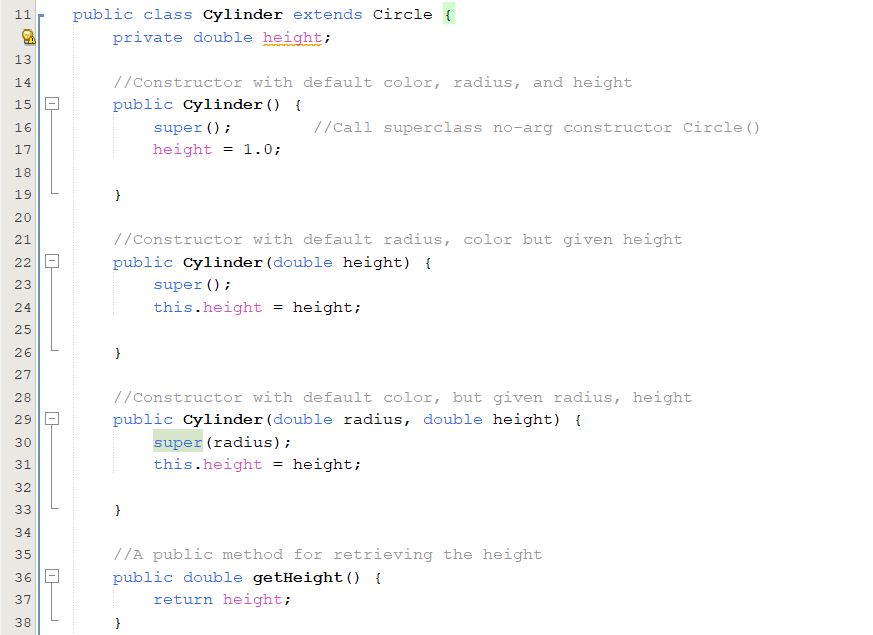 11 public class Cylinder extends Circle {
private double height;
13
14 //Constructor with default color, radius, and height
15 public Cylinder() {
16 super(); //Call superclass no-arg constructor Circle()
17 height = 1.0;
18
19 }
20
21 //Constructor with default radius, color but given height
22 public Cylinder(double height) {
23 super();
24 this.height = height;
25
26 }
27
28 //Constructor with default color, but given radius, height
29 public Cylinder(double radius, double height) {
30 super(radius);
31 this.height = height;
32
33 }
34
35 //A public method for retrieving the height
36 public double getHeight() {
37 return height;
38 }